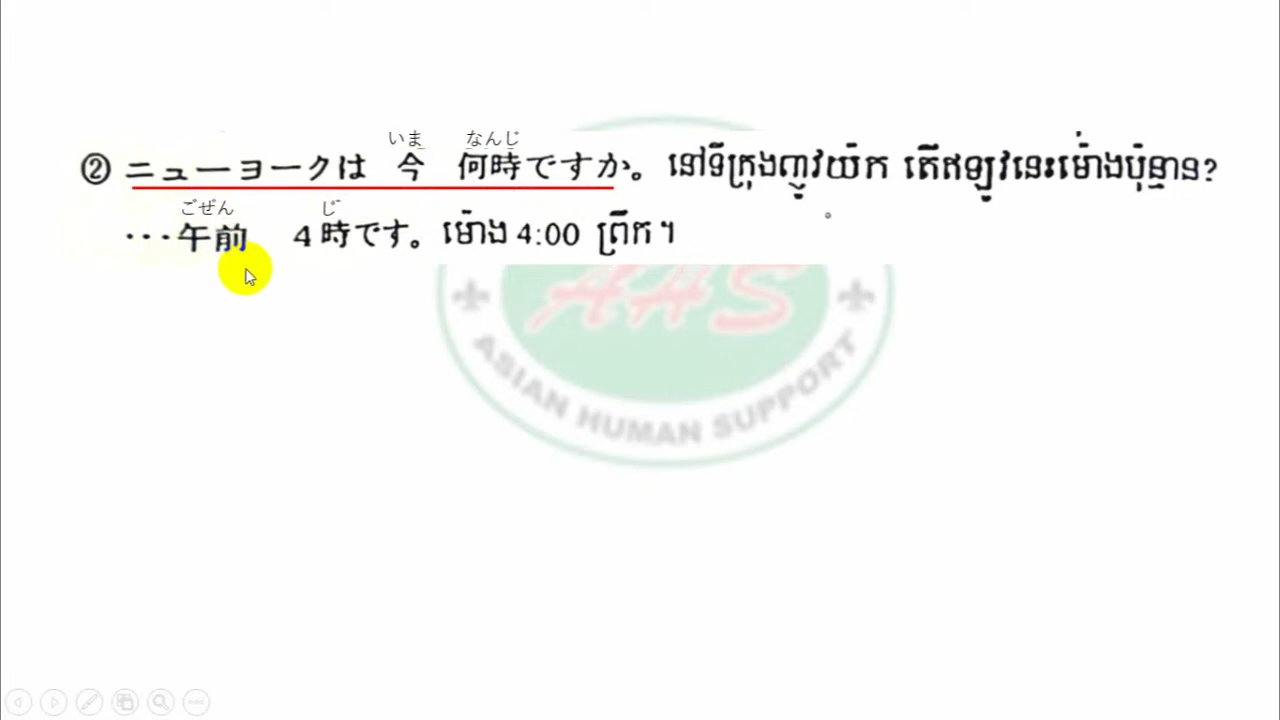 いま なんじ
② ニューヨークは 今 何時ですか。 នៅទីក្រុងញូវយ៉ក តើឥឡូវនេះម៉ោងប៉ុន្មាន?
ごぜん じ
···午前 4時です。 ម៉ោង 4:00 ព្រឹក។
AHS
ASIAN HUMAN SUPPORT